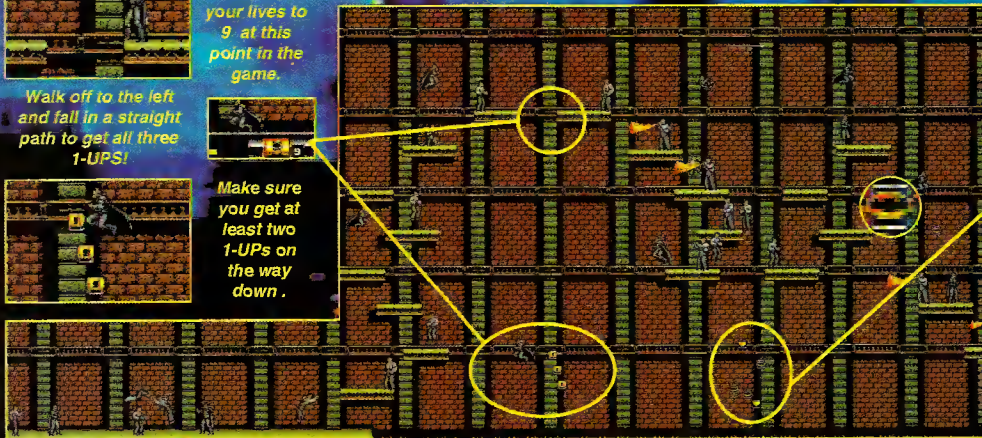 your lives to
9 at this
point in the
game.
Walk off to the left
and fall in a straight
path to get all three
1-UPS!
9
Make sure
you get at
least two
1-UPs on
the way
down .